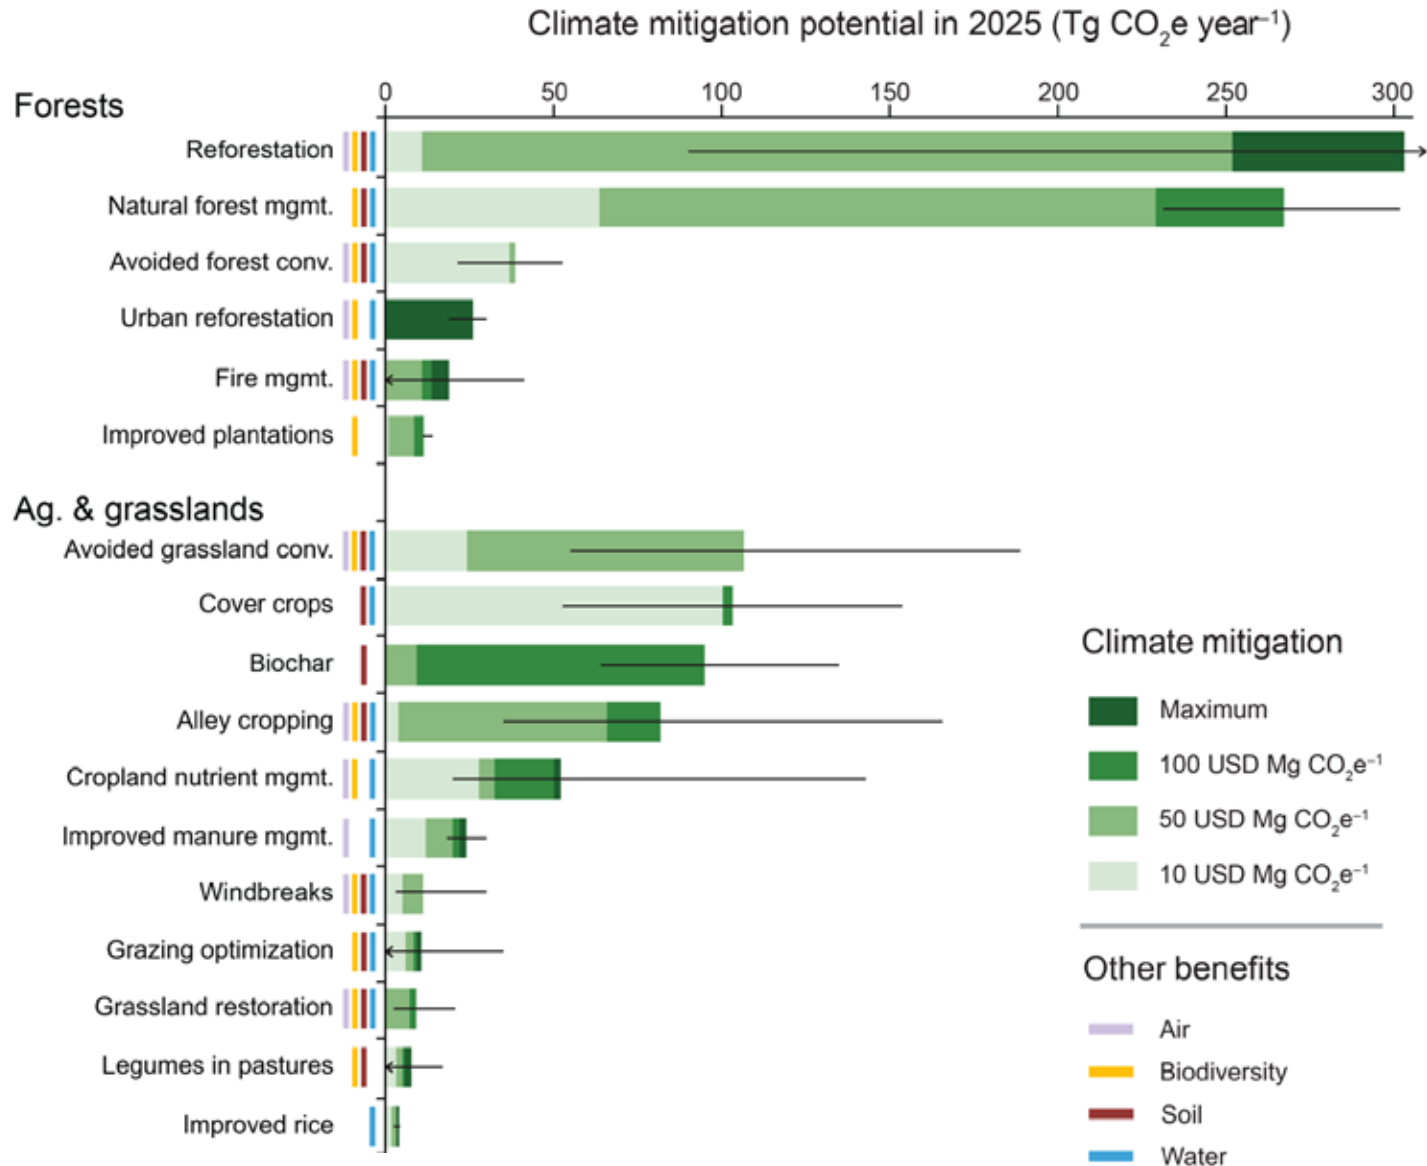 Climate mitigation potential in 2025 (Tg CO₂e year⁻¹)
0 50 100 150 200 250 300
Forests
Reforestation
Natural forest mgmt.
Avoided forest conv.
Urban reforestation
Fire mgmt.
Improved plantations
Ag. & grasslands
Avoided grassland conv.
Cover crops
Biochar
Alley cropping
Cropland nutrient mgmt.
Improved manure mgmt.
Windbreaks
Grazing optimization
Grassland restoration
Legumes in pastures
Improved rice
Climate mitigation
Maximum
100 USD Mg CO₂e⁻¹
50 USD Mg CO₂e⁻¹
10 USD Mg CO₂e⁻¹
Other benefits
Air
Biodiversity
Soil
Water